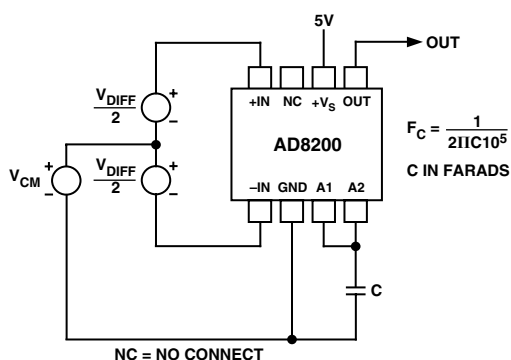 5V
OUT
+IN NC +VS OUT
AD8200
-IN GND A1 A2
VDIFF
2
+
-
VDIFF
2
+
-
VCM
+
-
FC = 1
2ΠC10^5
C IN FARADS
C
NC = NO CONNECT